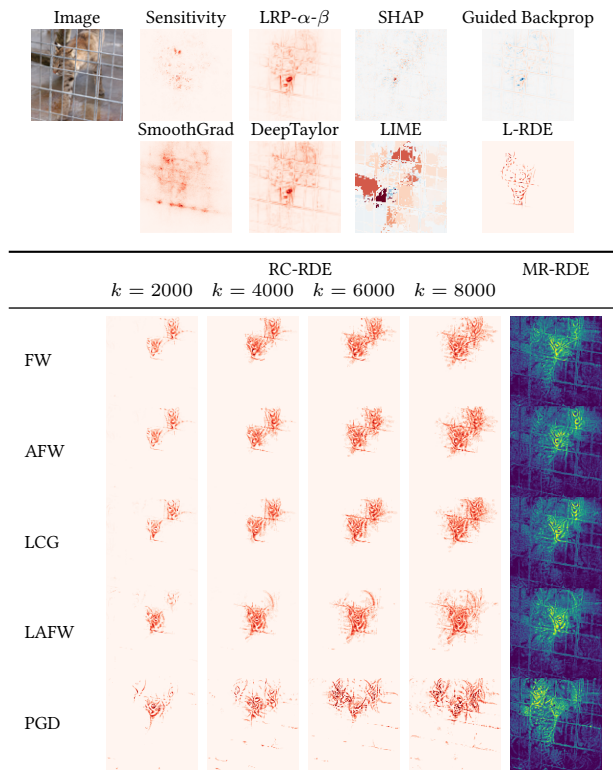 Image Sensitivity LRP-α-β SHAP Guided Backprop
SmoothGrad DeepTaylor LIME L-RDE
RC-RDE MR-RDE
k = 2000 k = 4000 k = 6000 k = 8000
FW
AFW
LCG
LAFW
PGD